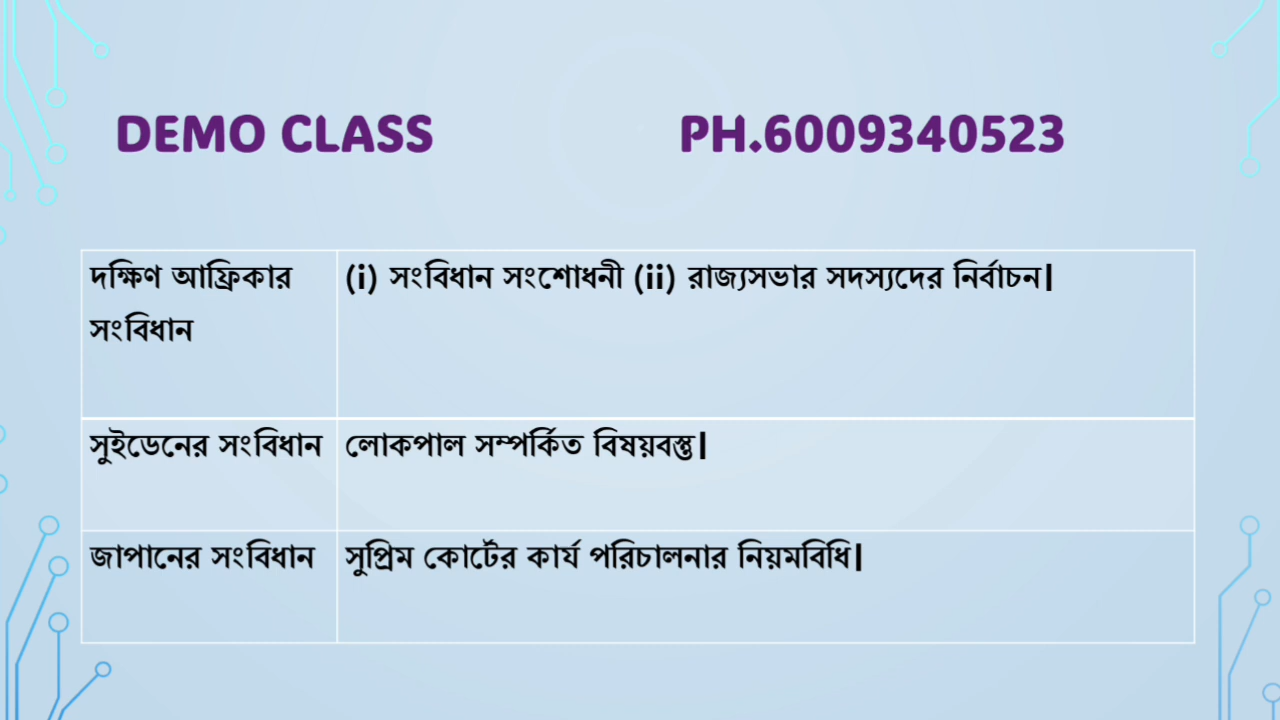 DEMO CLASS PH.6009340523
দক্ষিণ আফ্রিকার
সংবিধান
(i) সংবিধান সংশোধনী (ii) রাজ্যসভার সদস্যদের নির্বাচন|
সুইডেনের সংবিধান
লোকপাল সম্পর্কিত বিষয়বস্তু|
জাপানের সংবিধান
সুপ্রিম কোর্টের কার্য পরিচালনার নিয়মবিধি|